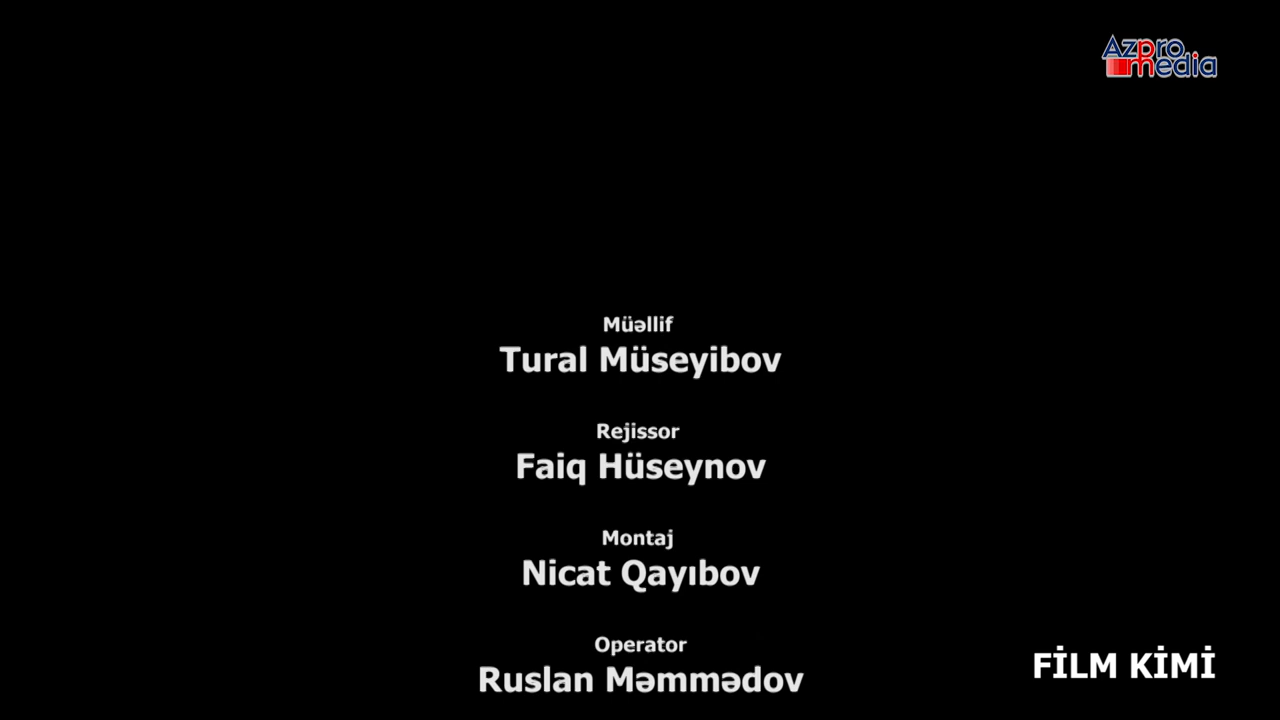 Azpro
media
Müəllif
Tural Müseyibov
Rejissor
Faiq Hüseynov
Montaj
Nicat Qayıbov
Operator
Ruslan Məmmədov
FİLM KİMİ